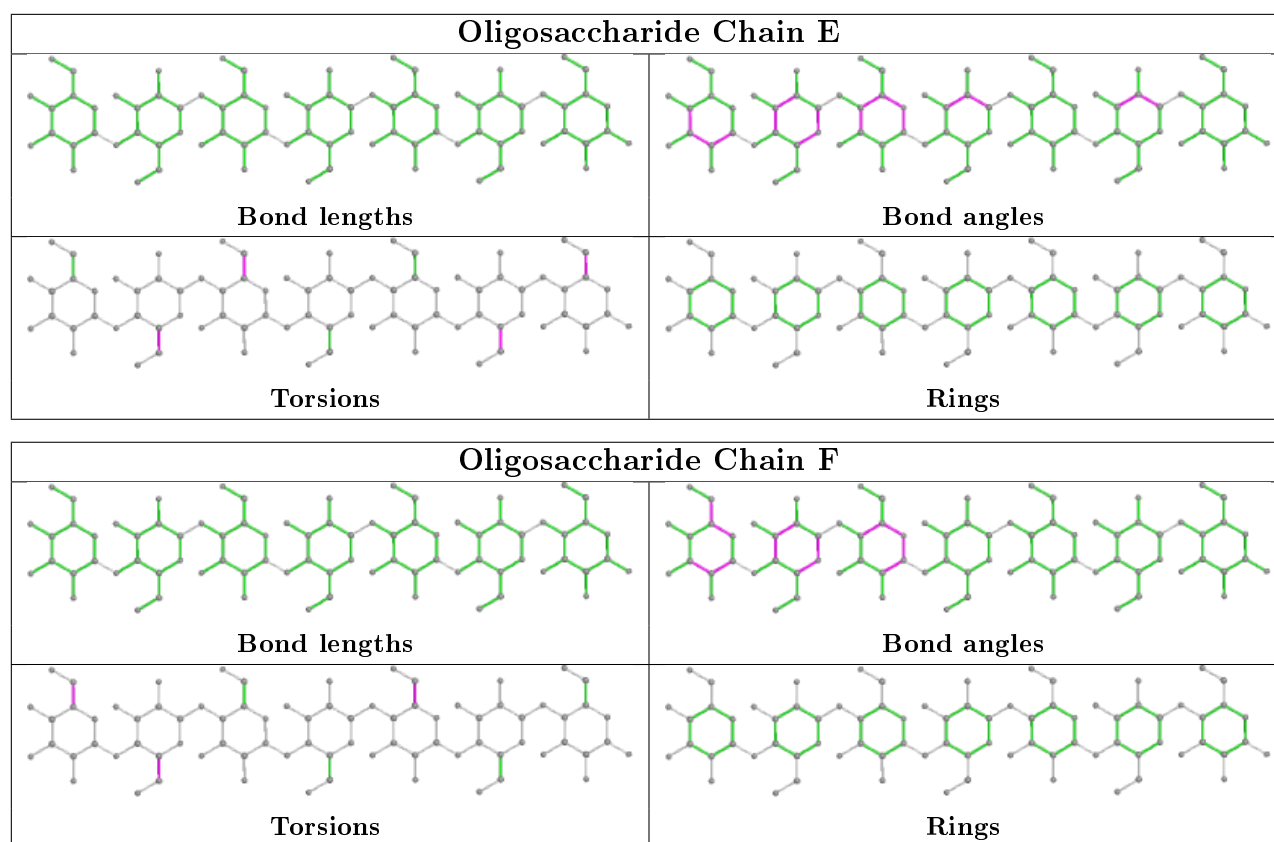 Oligosaccharide Chain E
Bond lengths
Bond angles
Torsions
Rings
Oligosaccharide Chain F
Bond lengths
Bond angles
Torsions
Rings